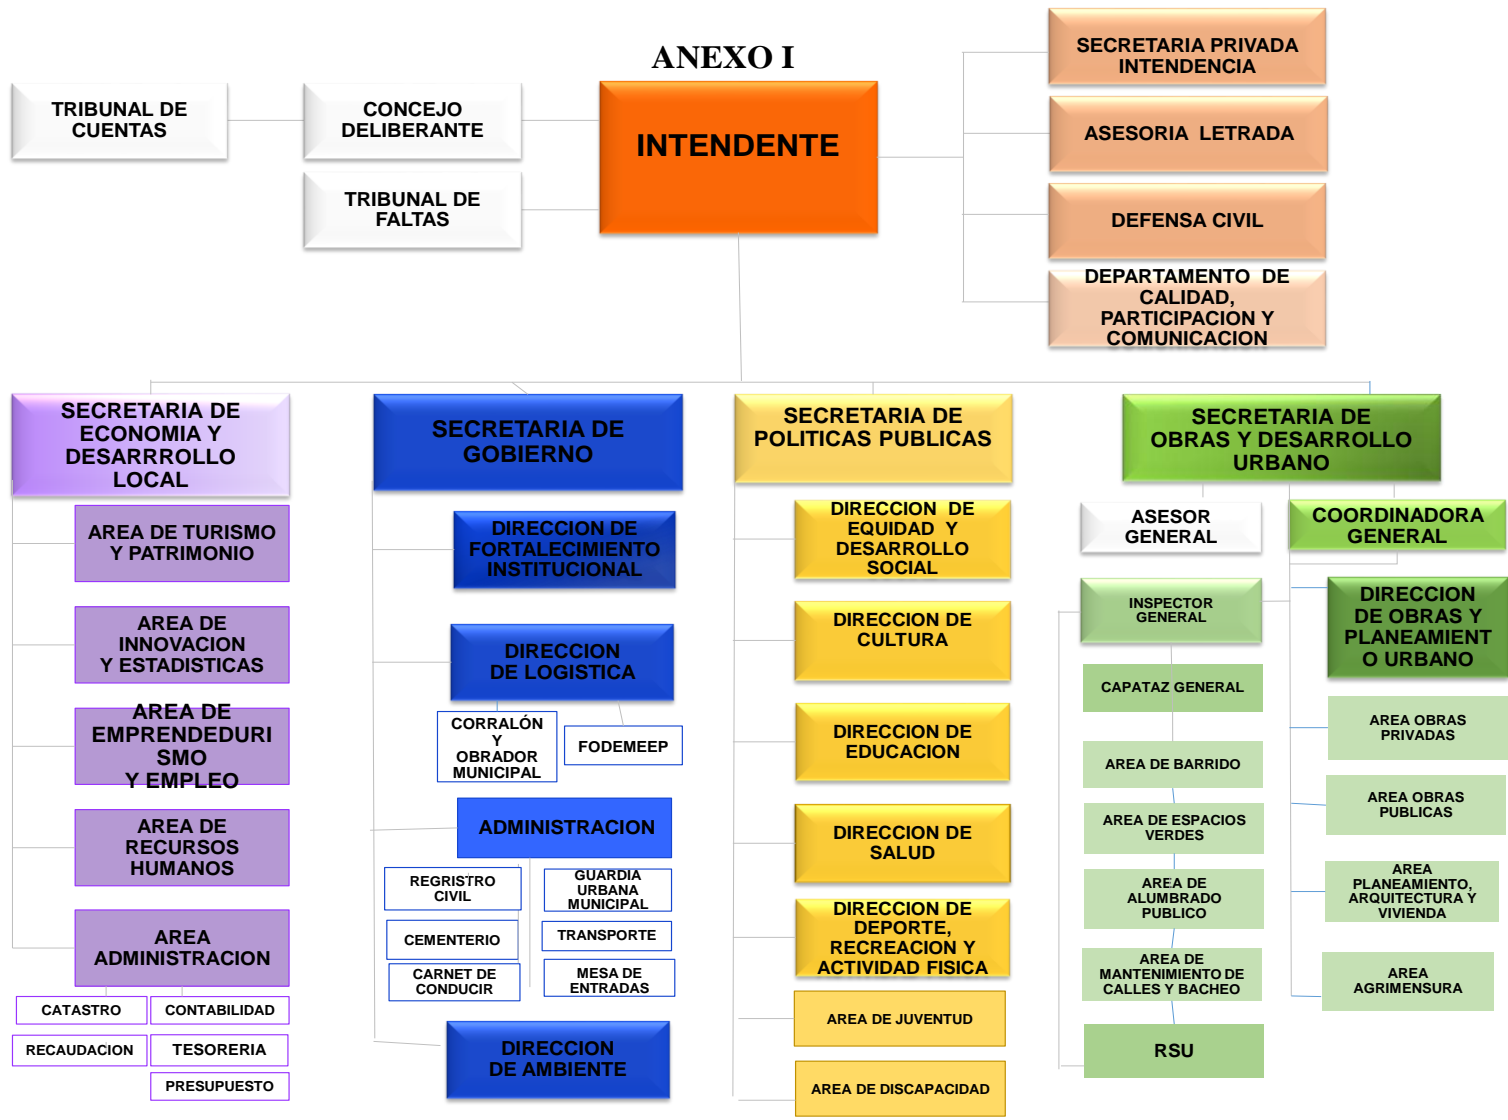 ANEXO I
TRIBUNAL DE
CUENTAS
CONCEJO
DELIBERANTE
TRIBUNAL DE
FALTAS
INTENDENTE
SECRETARIA PRIVADA
INTENDENCIA
ASESORIA LETRADA
DEFENSA CIVIL
DEPARTAMENTO DE
CALIDAD,
PARTICIPACION Y
COMUNICACION
SECRETARIA DE
ECONOMIA Y
DESARRROLLO
LOCAL
AREA DE TURISMO
Y PATRIMONIO
AREA DE
INNOVACION
Y ESTADISTICAS
AREA DE
EMPRENDEDURI
SMO
Y EMPLEO
AREA DE
RECURSOS
HUMANOS
AREA
ADMINISTRACION
CATASTRO
CONTABILIDAD
RECAUDACION
TESORERIA
PRESUPUESTO
SECRETARIA DE
GOBIERNO
DIRECCION DE
FORTALECIMIENTO
INSTITUCIONAL
DIRECCION
DE LOGISTICA
CORRALÓN
Y
OBRADOR
MUNICIPAL
FODEMEEP
ADMINISTRACION
REGRISTRO
CIVIL
GUARDIA
URBANA
MUNICIPAL
CEMENTERIO
TRANSPORTE
CARNET DE
CONDUCIR
MESA DE
ENTRADAS
DIRECCION
DE AMBIENTE
SECRETARIA DE
POLITICAS PUBLICAS
DIRECCION DE
EQUIDAD Y
DESARROLLO
SOCIAL
DIRECCION DE
CULTURA
DIRECCION DE
EDUCACION
DIRECCION DE
SALUD
DIRECCION DE
DEPORTE,
RECREACION Y
ACTIVIDAD FISICA
AREA DE JUVENTUD
AREA DE DISCAPACIDAD
SECRETARIA DE
OBRAS Y DESARROLLO
URBANO
ASESOR
GENERAL
COORDINADORA
GENERAL
INSPECTOR
GENERAL
CAPATAZ GENERAL
AREA DE BARRIDO
AREA DE ESPACIOS
VERDES
AREA DE
ALUMBRADO
PUBLICO
AREA DE
MANTENIMIENTO DE
CALLES Y BACHEO
RSU
DIRECCION
DE OBRAS Y
PLANEAMIENT
O URBANO
AREA OBRAS
PRIVADAS
AREA OBRAS
PUBLICAS
AREA
PLANEAMIENTO,
ARQUITECTURA Y
VIVIENDA
AREA
AGRIMENSURA